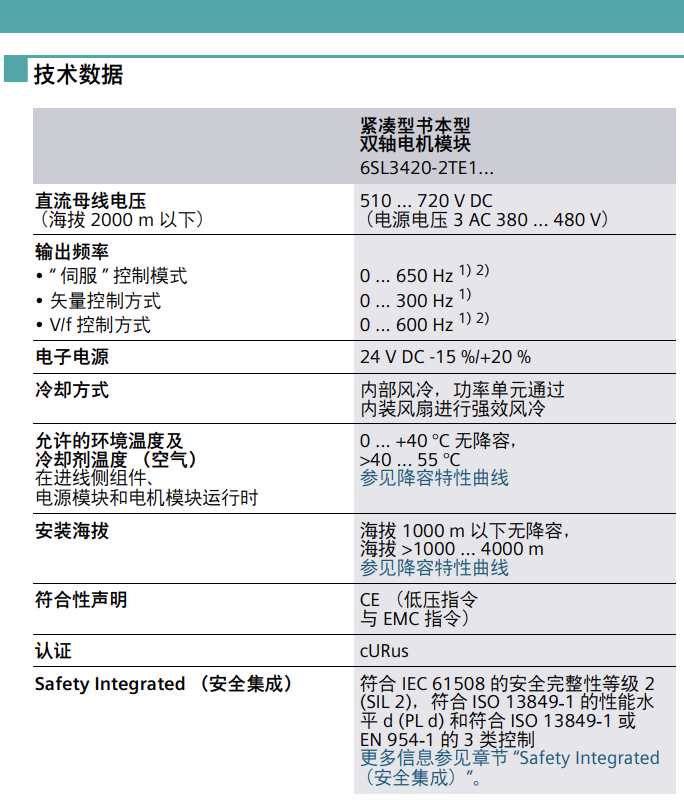 技术数据
紧凑型书本型
双轴电机模块
6SL3420-2TE1...
直流母线电压
（海拔 2000 m 以下）
510 ... 720 V DC
（电源电压 3 AC 380 ... 480 V）
输出频率
• “ 伺服 ” 控制模式
0 ... 650 Hz 1) 2)
• 矢量控制方式
0 ... 300 Hz 1)
• V/f 控制方式
0 ... 600 Hz 1) 2)
电子电源
24 V DC -15 %/+20 %
冷却方式
内部风冷，功率单元通过
内装风扇进行强效风冷
允许的环境温度及
冷却剂温度 （空气）
在进线侧组件、
电源模块和电机模块运行时
0 ... +40 °C 无降容，
>40 ... 55 °C
参见降容特性曲线
安装海拔
海拔 1000 m 以下无降容，
海拔 >1000 ... 4000 m
参见降容特性曲线
符合性声明
CE （低压指令
与 EMC 指令）
认证
cURus
Safety Integrated （安全集成）
符合 IEC 61508 的安全完整性等级 2
(SIL 2)，符合 ISO 13849-1 的性能水
平 d (PL d) 和符合 ISO 13849-1 或
EN 954-1 的 3 类控制
更多信息参见章节 “Safety Integrated
（安全集成）”。